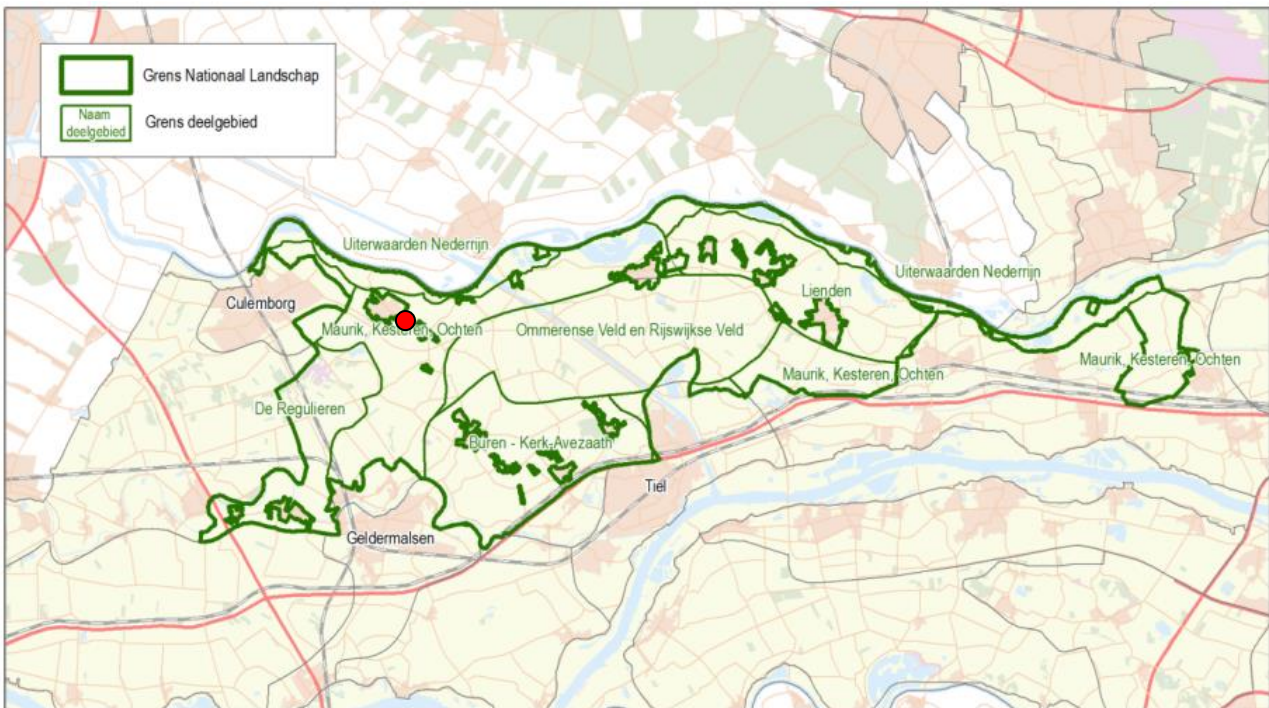 Grens Nationaal Landschap
Naam
deelgebied
Grens deelgebied
Uiterwaarden Nederrijn
Uiterwaarden Nederrijn
Culemborg
Lienden
Maurik, Kesteren, Ochten
Ommerense Veld en Rijswijkse Veld
Maurik, Kesteren, Ochten
Maurik, Kesteren, Ochten
De Regulieren
Buren - Kerk-Avezaath
Tiel
Geldermalsen